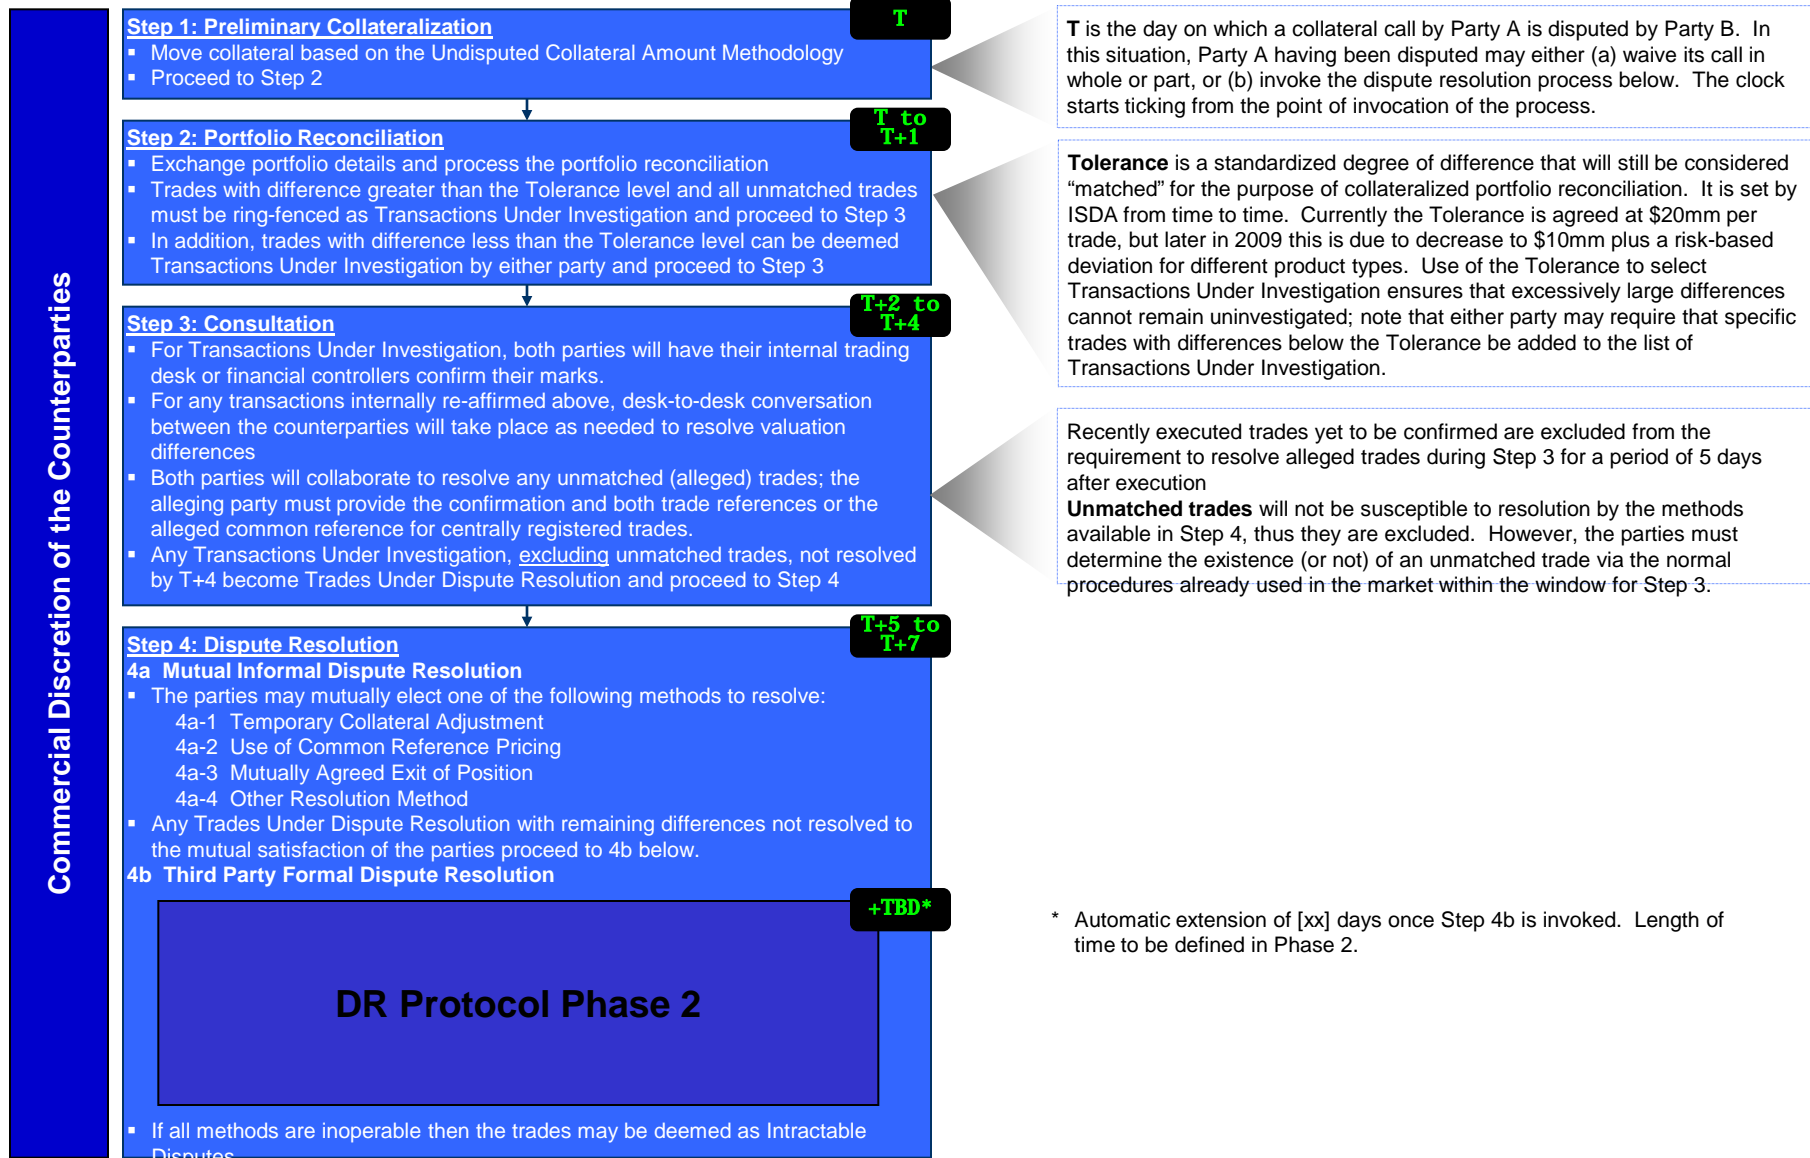 Commercial Discretion of the Counterparties
Step 1: Preliminary Collateralization
T
▪ Move collateral based on the Undisputed Collateral Amount Methodology
▪ Proceed to Step 2
T is the day on which a collateral call by Party A is disputed by Party B. In
this situation, Party A having been disputed may either (a) waive its call in
whole or part, or (b) invoke the dispute resolution process below. The clock
starts ticking from the point of invocation of the process.
Step 2: Portfolio Reconciliation
T to
T+1
▪ Exchange portfolio details and process the portfolio reconciliation
▪ Trades with difference greater than the Tolerance level and all unmatched trades
must be ring-fenced as Transactions Under Investigation and proceed to Step 3
▪ In addition, trades with difference less than the Tolerance level can be deemed
Transactions Under Investigation by either party and proceed to Step 3
Tolerance is a standardized degree of difference that will still be considered
“matched” for the purpose of collateralized portfolio reconciliation. It is set by
ISDA from time to time. Currently the Tolerance is agreed at $20mm per
trade, but later in 2009 this is due to decrease to $10mm plus a risk-based
deviation for different product types. Use of the Tolerance to select
Transactions Under Investigation ensures that excessively large differences
cannot remain uninvestigated; note that either party may require that specific
trades with differences below the Tolerance be added to the list of
Transactions Under Investigation.
Step 3: Consultation
T+2 to
T+4
▪ For Transactions Under Investigation, both parties will have their internal trading
desk or financial controllers confirm their marks.
▪ For any transactions internally re-affirmed above, desk-to-desk conversation
between the counterparties will take place as needed to resolve valuation
differences
▪ Both parties will collaborate to resolve any unmatched (alleged) trades; the
alleging party must provide the confirmation and both trade references or the
alleged common reference for centrally registered trades.
▪ Any Transactions Under Investigation, excluding unmatched trades, not resolved
by T+4 become Trades Under Dispute Resolution and proceed to Step 4
Recently executed trades yet to be confirmed are excluded from the
requirement to resolve alleged trades during Step 3 for a period of 5 days
after execution
Unmatched trades will not be susceptible to resolution by the methods
available in Step 4, thus they are excluded. However, the parties must
determine the existence (or not) of an unmatched trade via the normal
procedures already used in the market within the window for Step 3.
Step 4: Dispute Resolution
T+5 to
T+7
4a Mutual Informal Dispute Resolution
▪ The parties may mutually elect one of the following methods to resolve:
4a-1 Temporary Collateral Adjustment
4a-2 Use of Common Reference Pricing
4a-3 Mutually Agreed Exit of Position
4a-4 Other Resolution Method
▪ Any Trades Under Dispute Resolution with remaining differences not resolved to
the mutual satisfaction of the parties proceed to 4b below.
4b Third Party Formal Dispute Resolution
+TBD*
DR Protocol Phase 2
* Automatic extension of [xx] days once Step 4b is invoked. Length of
time to be defined in Phase 2.
▪ If all methods are inoperable then the trades may be deemed as Intractable
Disputes